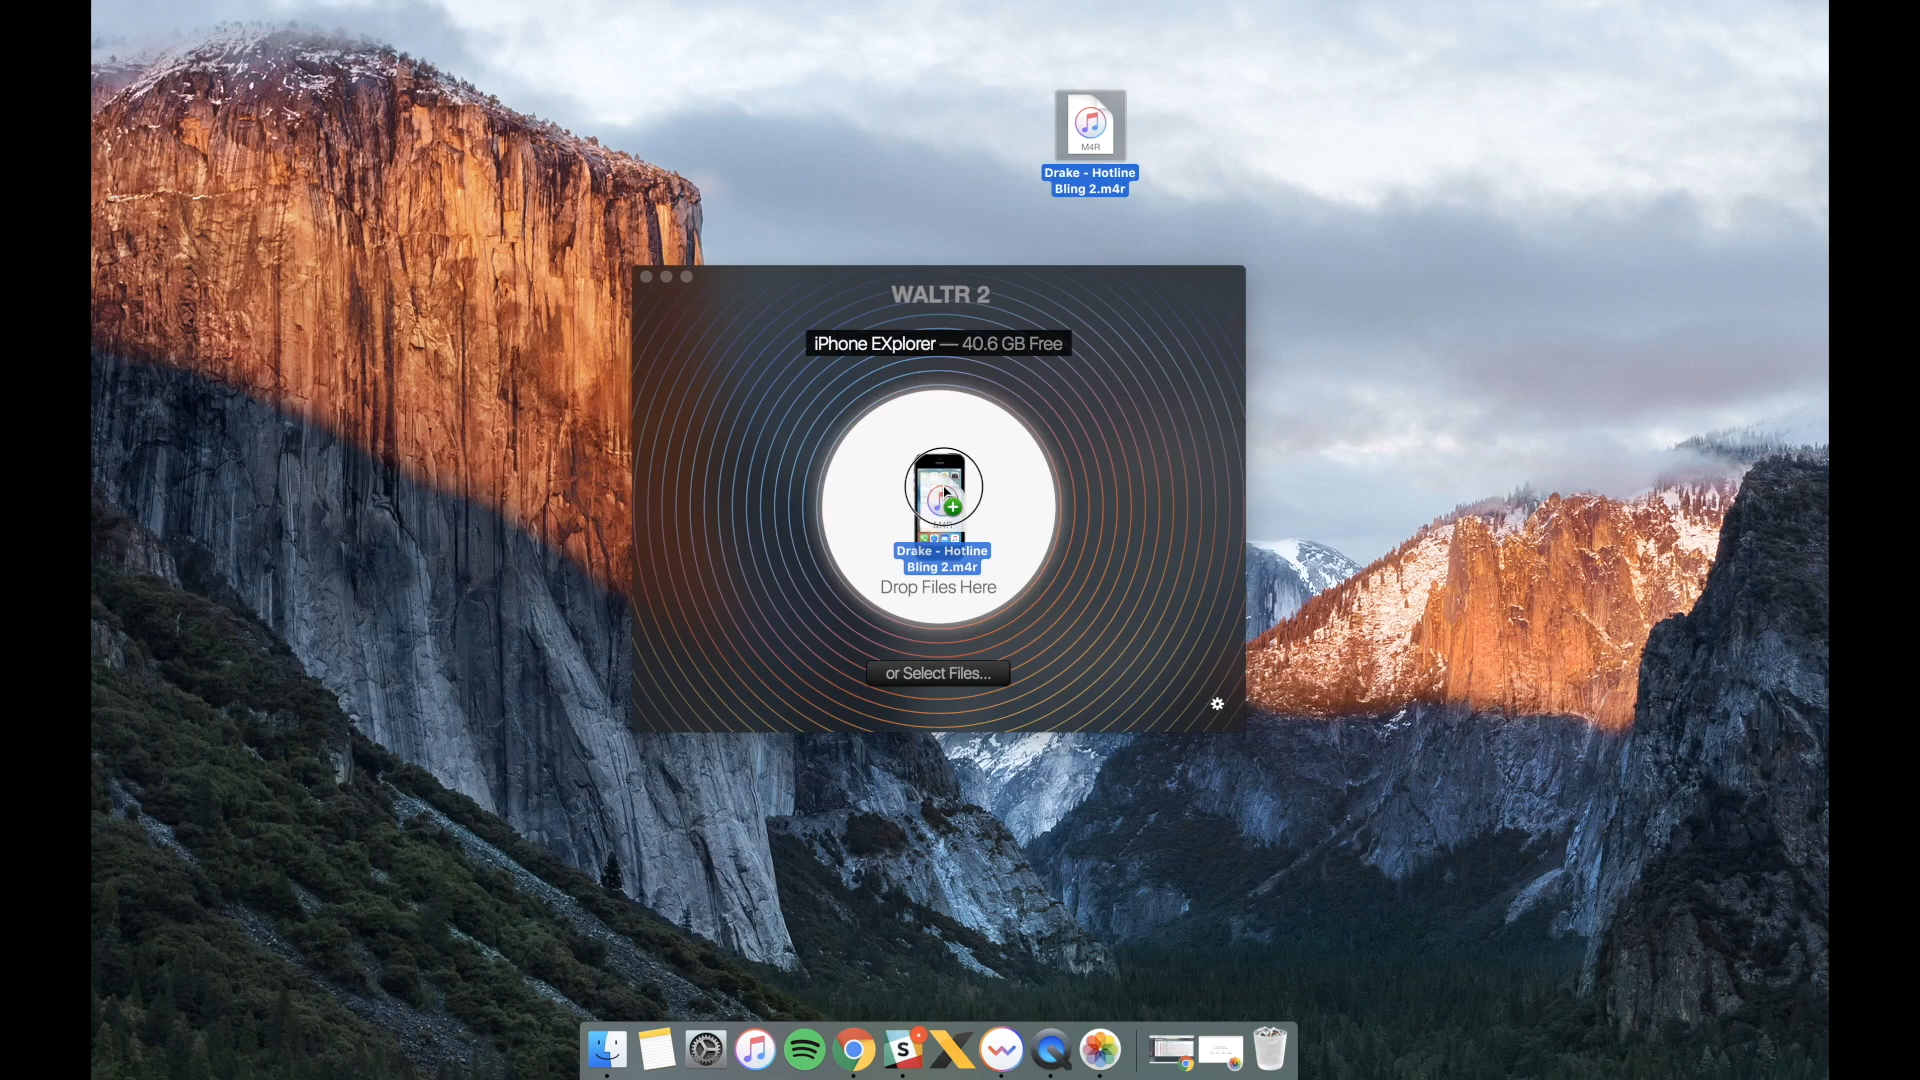 M4R
Drake - Hotline
Bling 2.m4r
WALTR 2
iPhone EXplorer — 40.6 GB Free
M4R
Drake - Hotline
Bling 2.m4r
Drop Files Here
or Select Files...
S